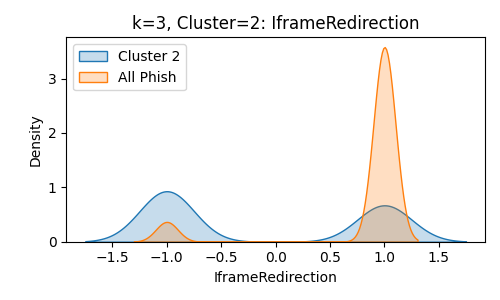 k=3, Cluster=2: IframeRedirection
Cluster 2
All Phish
Density
3
2
1
0
−1.5 −1.0 −0.5 0.0 0.5 1.0 1.5
IframeRedirection